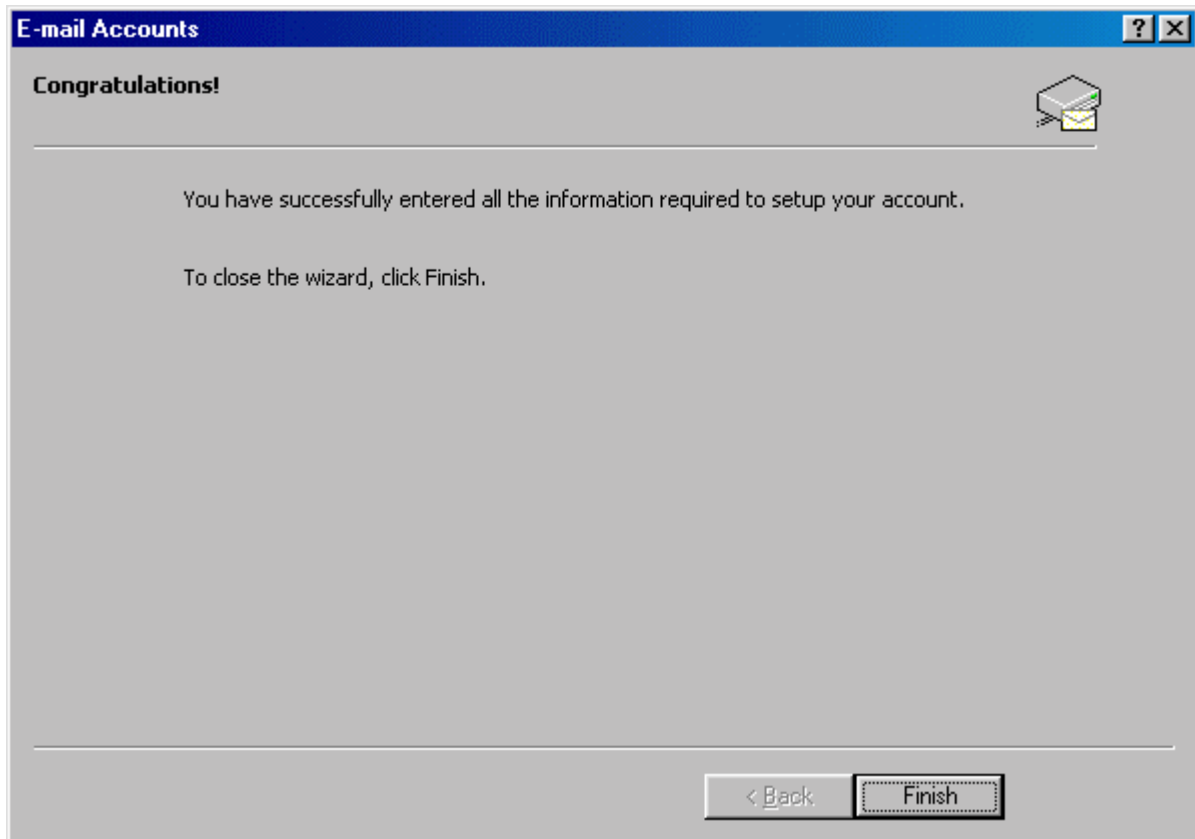 E-mail Accounts
Congratulations!
You have successfully entered all the information required to setup your account.
To close the wizard, click Finish.
< Back
Finish